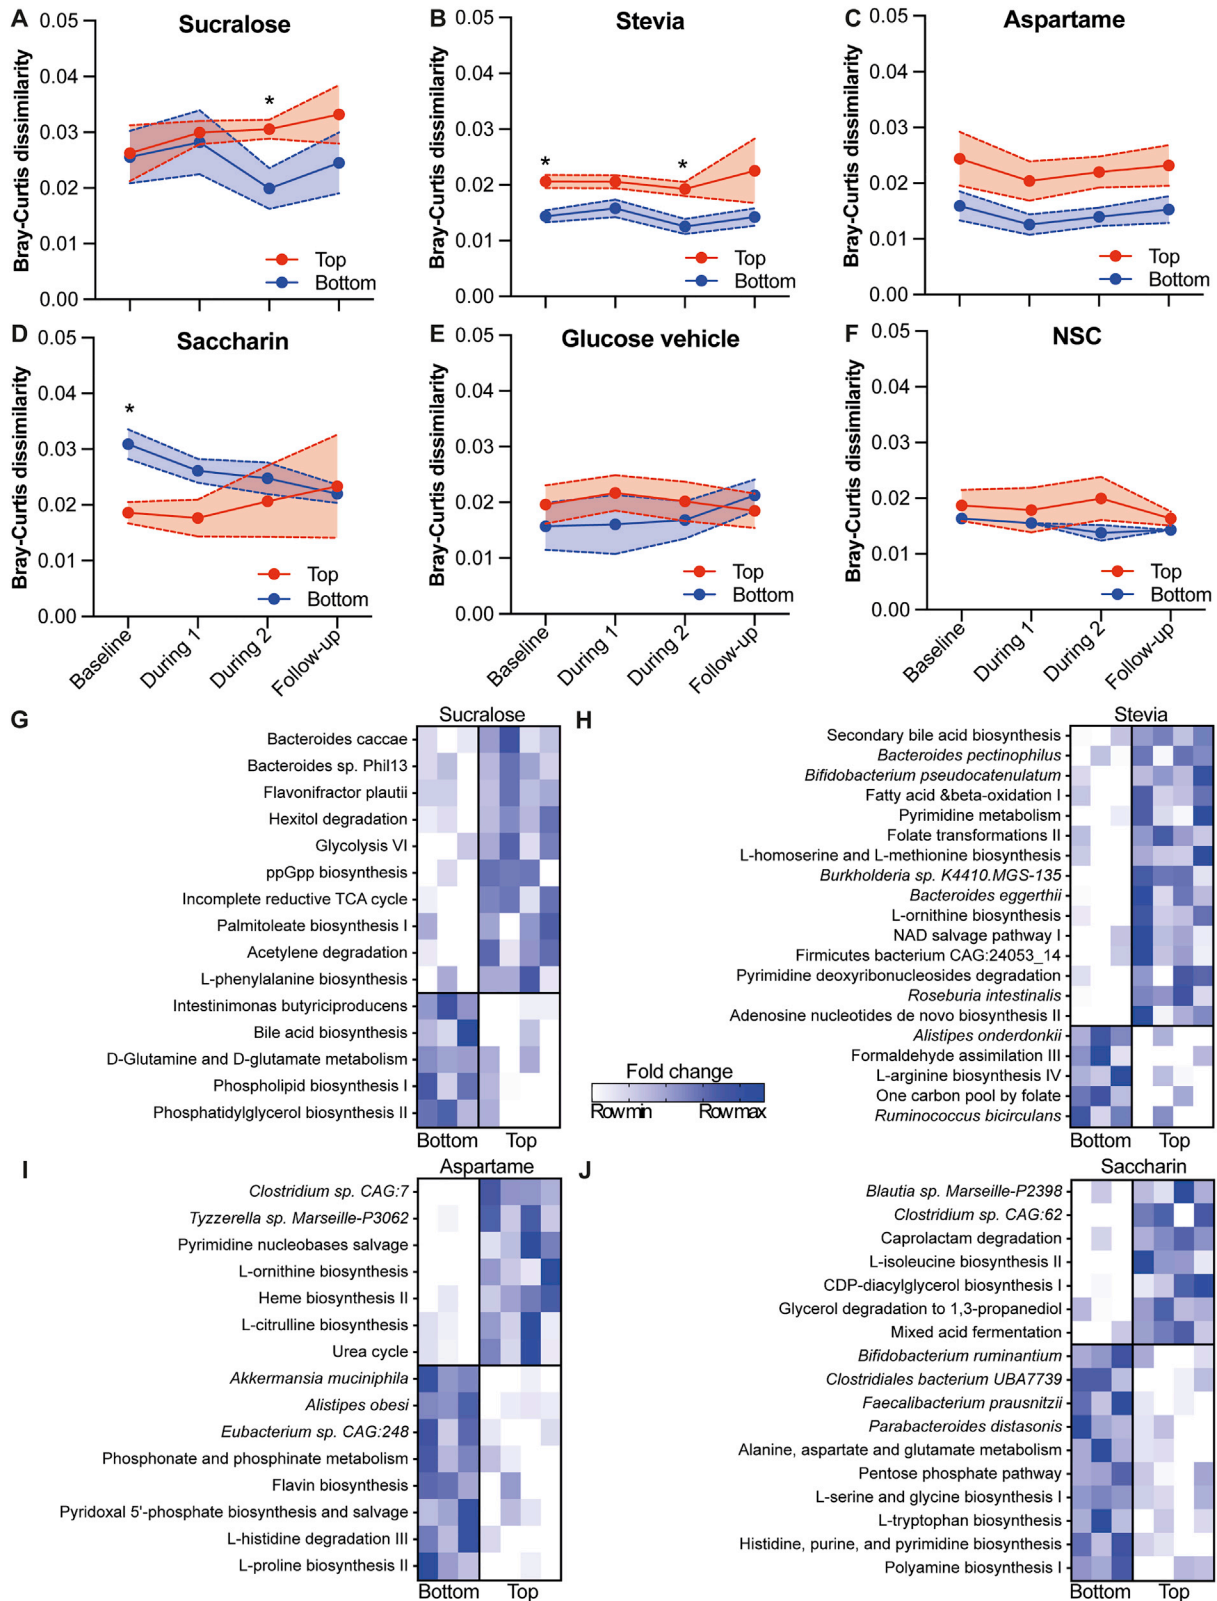 A
Sucralose
Bray-Curtis dissimilarity
0.05
0.04
0.03
0.02
0.01
0.00
*
Top
Bottom
B
Stevia
Bray-Curtis dissimilarity
0.05
0.04
0.03
0.02
0.01
0.00
*
*
Top
Bottom
C
Aspartame
Bray-Curtis dissimilarity
0.05
0.04
0.03
0.02
0.01
0.00
Top
Bottom
D
Saccharin
Bray-Curtis dissimilarity
0.05
0.04
0.03
0.02
0.01
0.00
*
Top
Bottom
Baseline
During 1
During 2
Follow-up
E
Glucose vehicle
Bray-Curtis dissimilarity
0.05
0.04
0.03
0.02
0.01
0.00
Top
Bottom
Baseline
During 1
During 2
Follow-up
F
NSC
Bray-Curtis dissimilarity
0.05
0.04
0.03
0.02
0.01
0.00
Top
Bottom
Baseline
During 1
During 2
Follow-up
G
Sucralose
Bacteroides caccae
Bacteroides sp. Phil13
Flavonifractor plautii
Hexitol degradation
Glycolysis VI
ppGpp biosynthesis
Incomplete reductive TCA cycle
Palmitoleate biosynthesis I
Acetylene degradation
L-phenylalanine biosynthesis
Intestinimonas butyriciproducens
Bile acid biosynthesis
D-Glutamine and D-glutamate metabolism
Phospholipid biosynthesis I
Phosphatidylglycerol biosynthesis II
Bottom Top
Fold change
Row min Row max
H
Stevia
Secondary bile acid biosynthesis
Bacteroides pectinophilus
Bifidobacterium pseudocatenulatum
Fatty acid &beta-oxidation I
Pyrimidine metabolism
Folate transformations II
L-homoserine and L-methionine biosynthesis
Burkholderia sp. K4410.MGS-135
Bacteroides eggerthii
L-ornithine biosynthesis
NAD salvage pathway I
Firmicutes bacterium CAG:24053_14
Pyrimidine deoxyribonucleosides degradation
Roseburia intestinalis
Adenosine nucleotides de novo biosynthesis II
Alistipes onderdonkii
Formaldehyde assimilation III
L-arginine biosynthesis IV
One carbon pool by folate
Ruminococcus bicirculans
Bottom Top
I
Aspartame
Clostridium sp. CAG:7
Tyzzerella sp. Marseille-P3062
Pyrimidine nucleobases salvage
L-ornithine biosynthesis
Heme biosynthesis II
L-citrulline biosynthesis
Urea cycle
Akkermansia muciniphila
Alistipes obesi
Eubacterium sp. CAG:248
Phosphonate and phosphinate metabolism
Flavin biosynthesis
Pyridoxal 5'-phosphate biosynthesis and salvage
L-histidine degradation III
L-proline biosynthesis II
Bottom Top
J
Saccharin
Blautia sp. Marseille-P2398
Clostridium sp. CAG:62
Caprolactam degradation
L-isoleucine biosynthesis II
CDP-diacylglycerol biosynthesis I
Glycerol degradation to 1,3-propanediol
Mixed acid fermentation
Bifidobacterium ruminantium
Clostridiales bacterium UBA7739
Faecalibacterium prausnitzii
Parabacteroides distasonis
Alanine, aspartate and glutamate metabolism
Pentose phosphate pathway
L-serine and glycine biosynthesis I
L-tryptophan biosynthesis
Histidine, purine, and pyrimidine biosynthesis
Polyamine biosynthesis I
Bottom Top